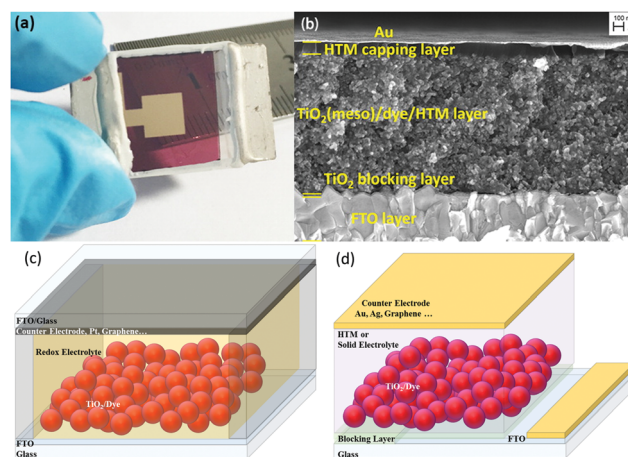 (a)
(b)
Au
100 n
HTM capping layer
TiO2(meso)/dye/HTM layer
TiO2 blocking layer
FTO layer
(c)
FTO/Glass
Counter Electrode, Pt, Graphene…
Redox Electrolyte
TiO2/Dye
FTO
Glass
(d)
Counter Electrode
Au, Ag, Graphene …
HTM or
Solid Electrolyte
TiO2/Dye
Blocking Layer
FTO
Glass